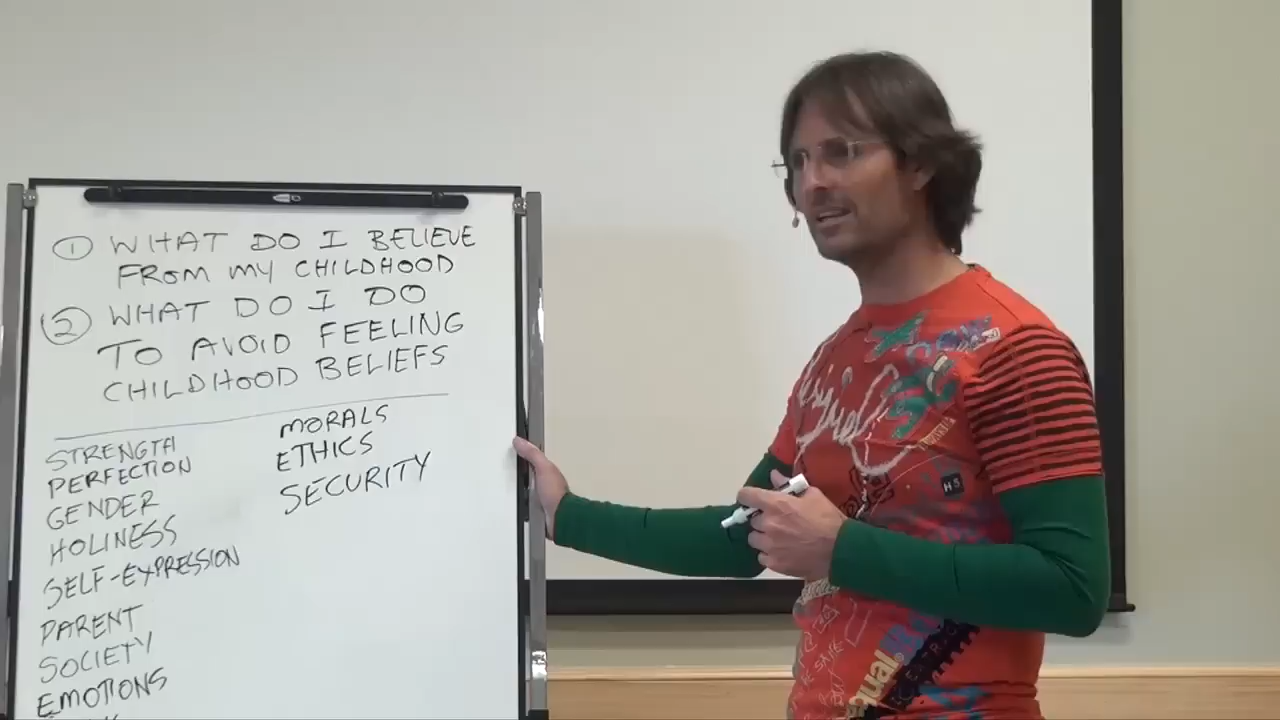 ① WHAT DO I BELIEVE
FROM MY CHILDHOOD
② WHAT DO I DO
TO AVOID FEELING
CHILDHOOD BELIEFS
STRENGTH
PERFECTION
GENDER
HOLINESS
SELF-EXPRESSION
PARENT
SOCIETY
EMOTIONS
MORALS
ETHICS
SECURITY
H5